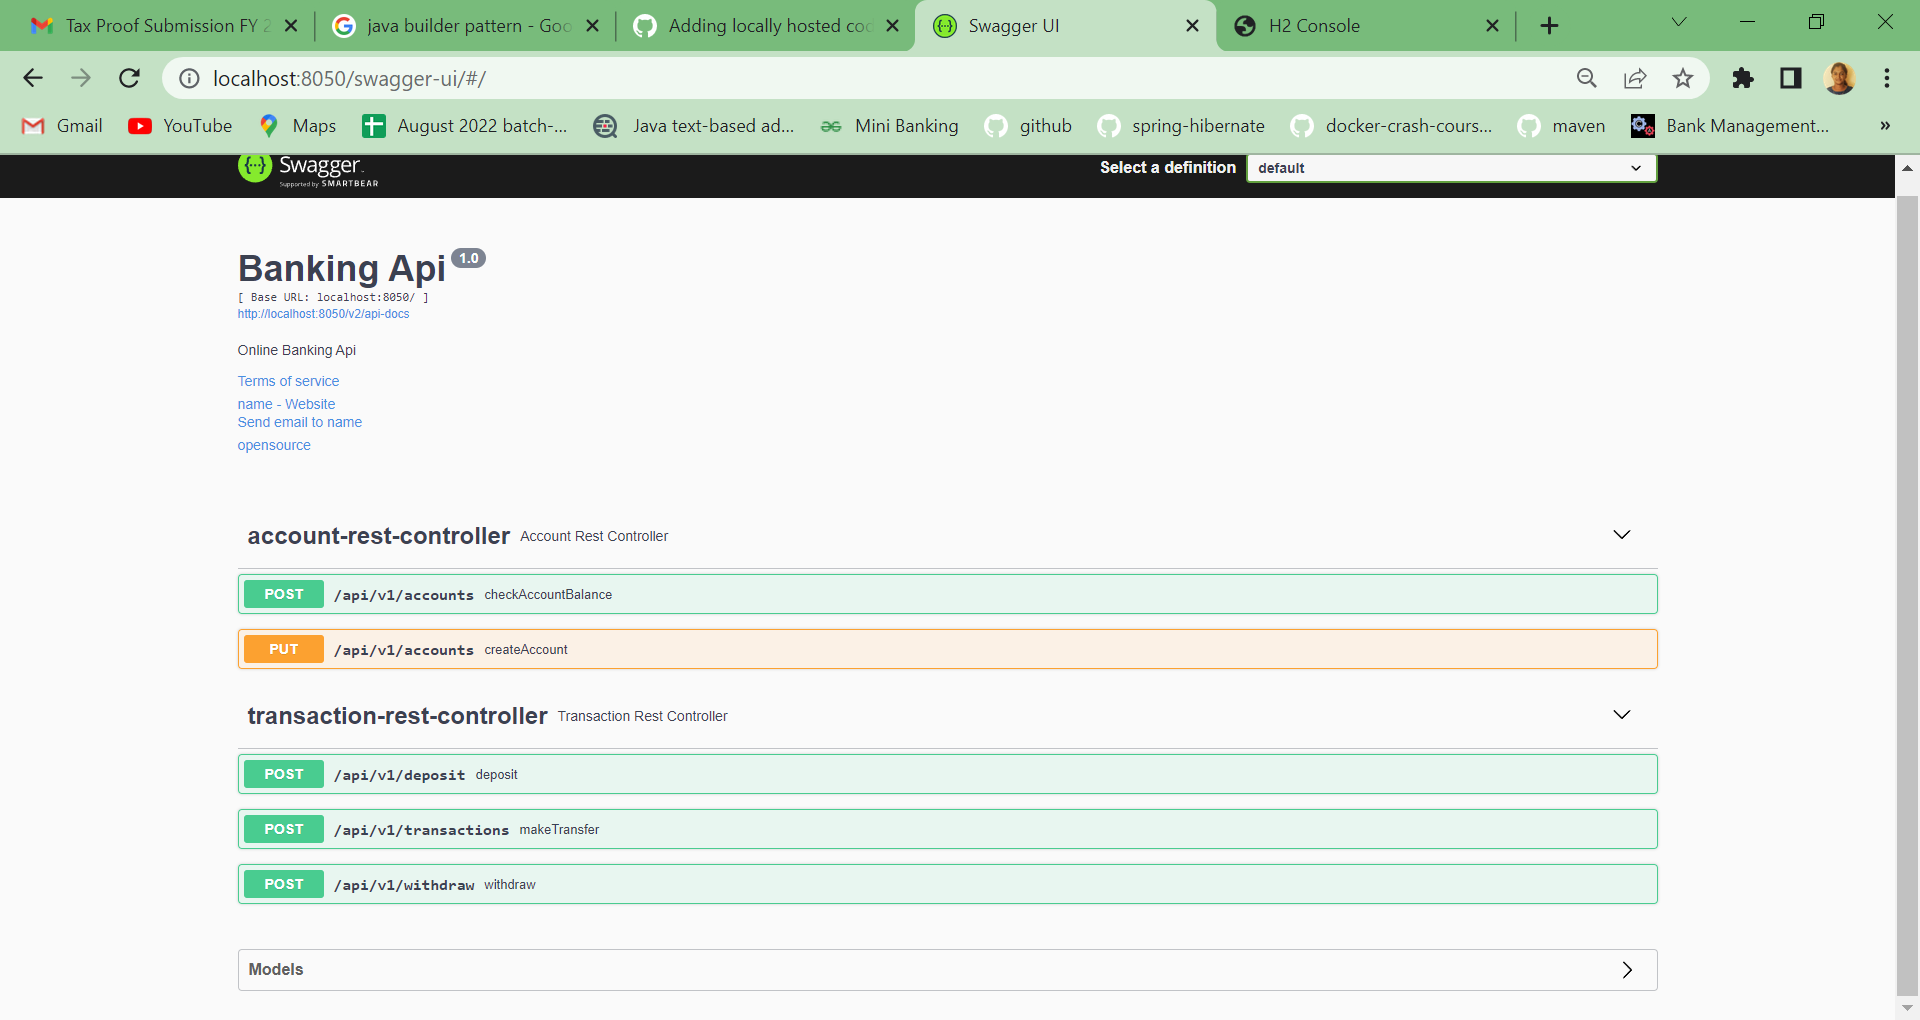 Tax Proof Submission FY 2
java builder pattern - Goo
Adding locally hosted cod
Swagger UI
H2 Console
localhost:8050/swagger-ui/#/
Gmail
YouTube
Maps
August 2022 batch-...
Java text-based ad...
Mini Banking
github
spring-hibernate
docker-crash-cours...
maven
Bank Management...
»
Swagger
Supported by SMARTBEAR
Select a definition
default
Banking Api 1.0
[ Base URL: localhost:8050/ ]
http://localhost:8050/v2/api-docs
Online Banking Api
Terms of service
name - Website
Send email to name
opensource
account-rest-controller Account Rest Controller
POST /api/v1/accounts checkAccountBalance
PUT /api/v1/accounts createAccount
transaction-rest-controller Transaction Rest Controller
POST /api/v1/deposit deposit
POST /api/v1/transactions makeTransfer
POST /api/v1/withdraw withdraw
Models